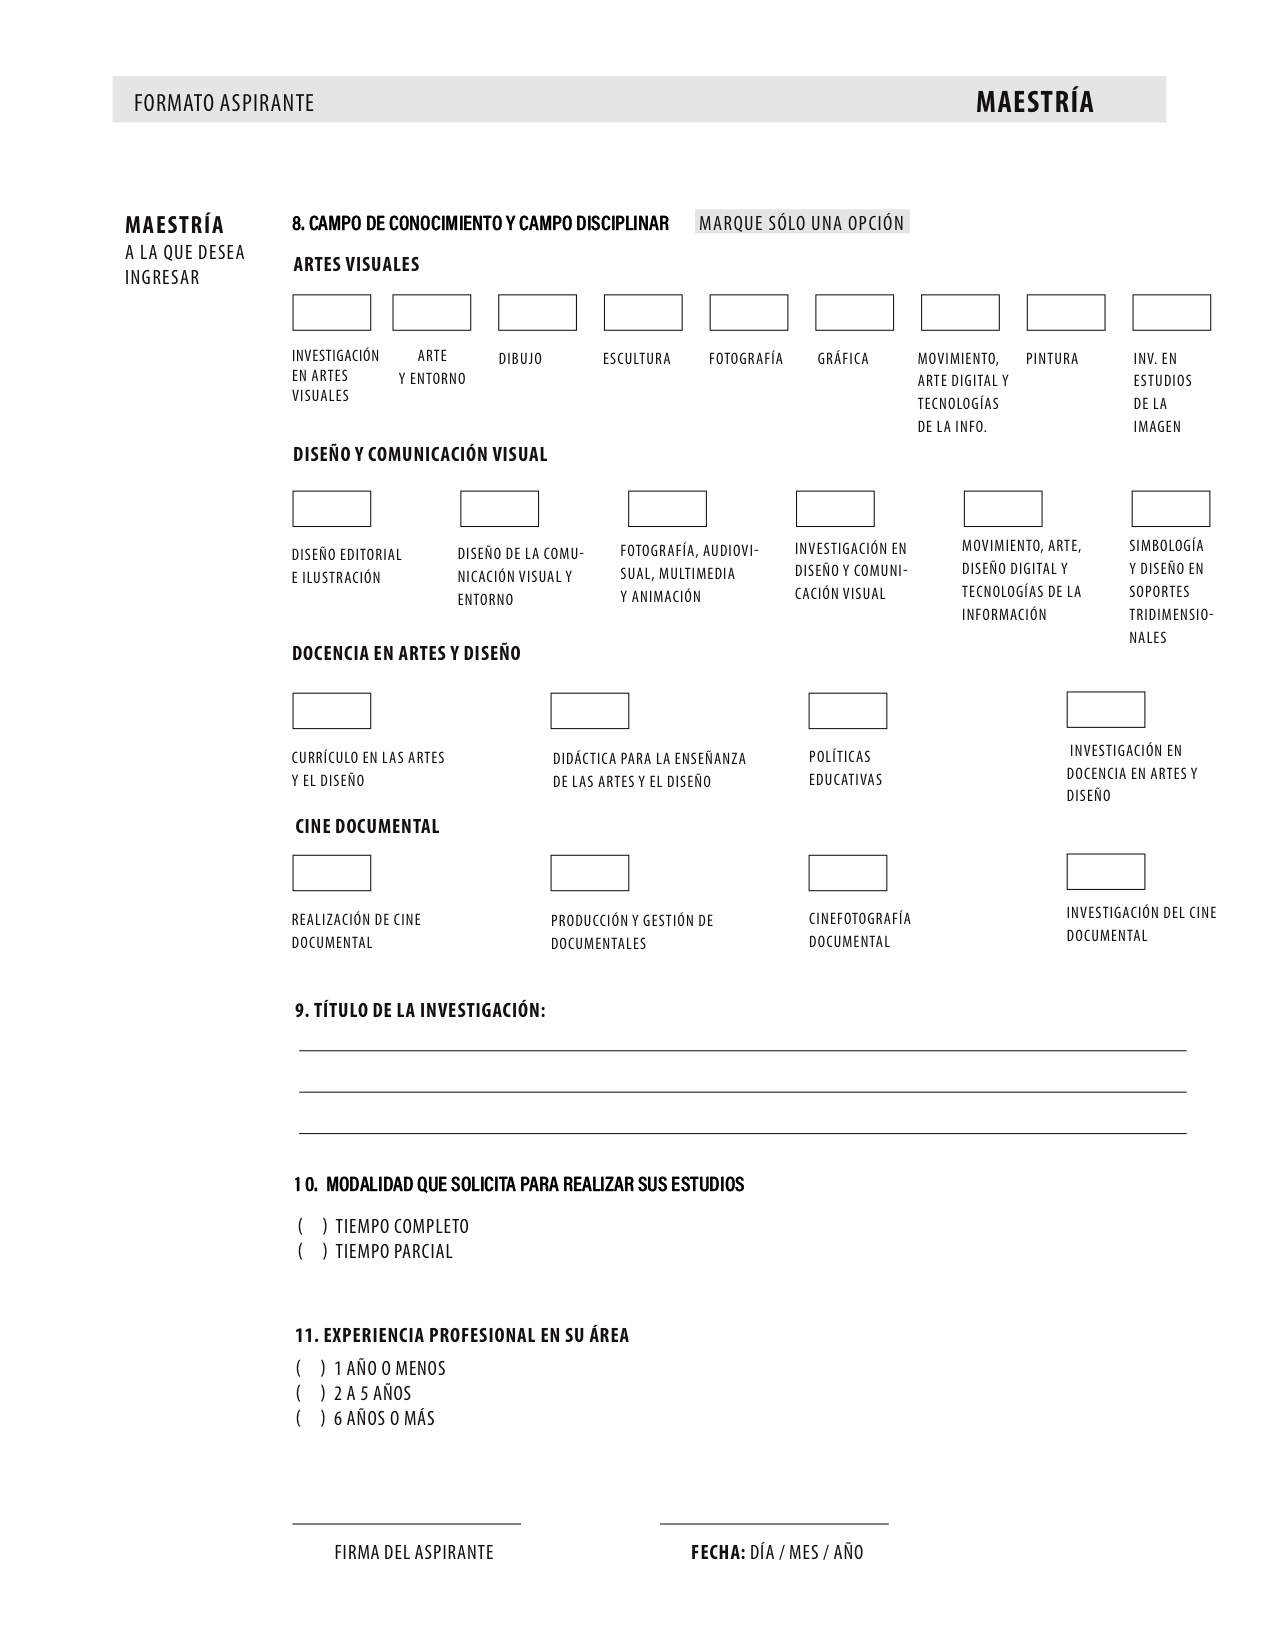 FORMATO ASPIRANTE MAESTRÍA
MAESTRÍA
A LA QUE DESEA
INGRESAR
8. CAMPO DE CONOCIMIENTO Y CAMPO DISCIPLINAR MARQUE SÓLO UNA OPCIÓN
ARTES VISUALES
INVESTIGACIÓN
EN ARTES
VISUALES
ARTE
Y ENTORNO
DIBUJO
ESCULTURA
FOTOGRAFÍA
GRÁFICA
MOVIMIENTO,
ARTE DIGITAL Y
TECNOLOGÍAS
DE LA INFO.
PINTURA
INV. EN
ESTUDIOS
DE LA
IMAGEN
DISEÑO Y COMUNICACIÓN VISUAL
DISEÑO EDITORIAL
E ILUSTRACIÓN
DISEÑO DE LA COMU-
NICACIÓN VISUAL Y
ENTORNO
FOTOGRAFÍA, AUDIOVI-
SUAL, MULTIMEDIA
Y ANIMACIÓN
INVESTIGACIÓN EN
DISEÑO Y COMUNI-
CACIÓN VISUAL
MOVIMIENTO, ARTE,
DISEÑO DIGITAL Y
TECNOLOGÍAS DE LA
INFORMACIÓN
SIMBOLOGÍA
Y DISEÑO EN
SOPORTES
TRIDIMENSIO-
NALES
DOCENCIA EN ARTES Y DISEÑO
CURRÍCULO EN LAS ARTES
Y EL DISEÑO
DIDÁCTICA PARA LA ENSEÑANZA
DE LAS ARTES Y EL DISEÑO
POLÍTICAS
EDUCATIVAS
INVESTIGACIÓN EN
DOCENCIA EN ARTES Y
DISEÑO
CINE DOCUMENTAL
REALIZACIÓN DE CINE
DOCUMENTAL
PRODUCCIÓN Y GESTIÓN DE
DOCUMENTALES
CINEFOTOGRAFÍA
DOCUMENTAL
INVESTIGACIÓN DEL CINE
DOCUMENTAL
9. TÍTULO DE LA INVESTIGACIÓN:
10. MODALIDAD QUE SOLICITA PARA REALIZAR SUS ESTUDIOS
( ) TIEMPO COMPLETO
( ) TIEMPO PARCIAL
11. EXPERIENCIA PROFESIONAL EN SU ÁREA
( ) 1 AÑO O MENOS
( ) 2 A 5 AÑOS
( ) 6 AÑOS O MÁS
FIRMA DEL ASPIRANTE
FECHA: DÍA / MES / AÑO